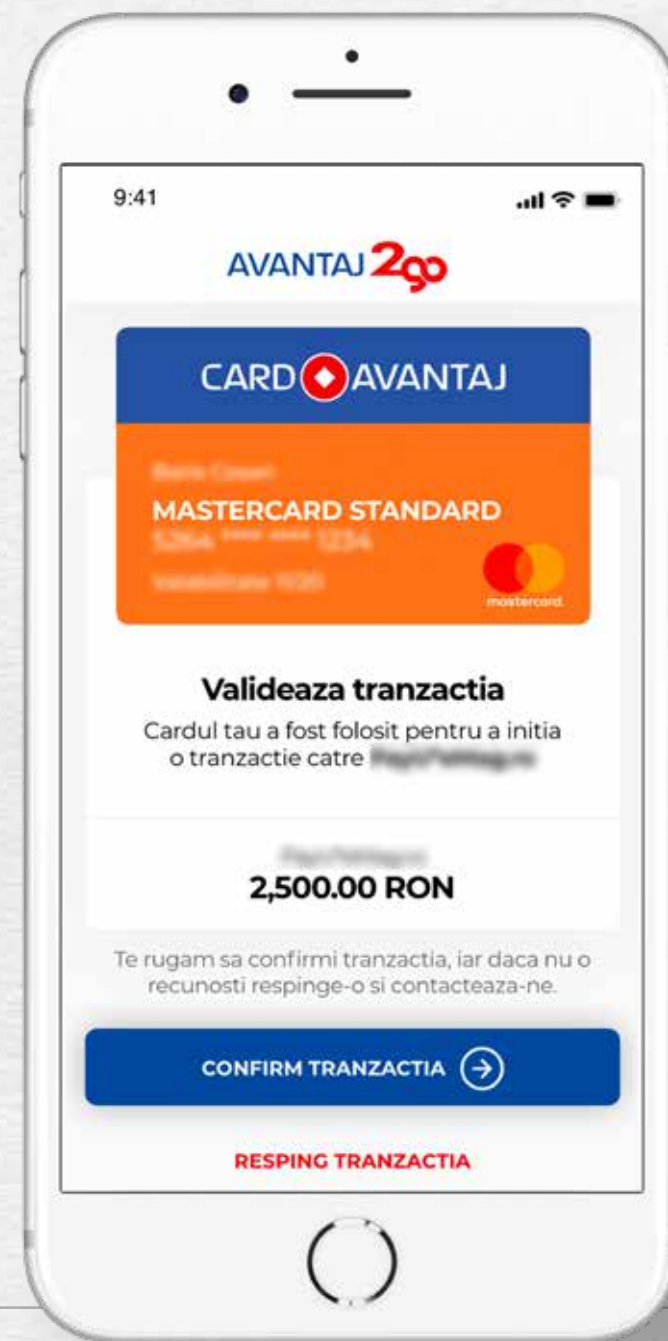 9:41
AVANTAJ 2go
CARD AVANTAJ
MASTERCARD STANDARD
mastercard.
Valideaza tranzactia
Cardul tau a fost folosit pentru a initia
o tranzactie catre
2,500.00 RON
Te rugam sa confirmi tranzactia, iar daca nu o
recunosti respinge-o si contacteaza-ne.
CONFIRM TRANZACTIA
RESPING TRANZACTIA